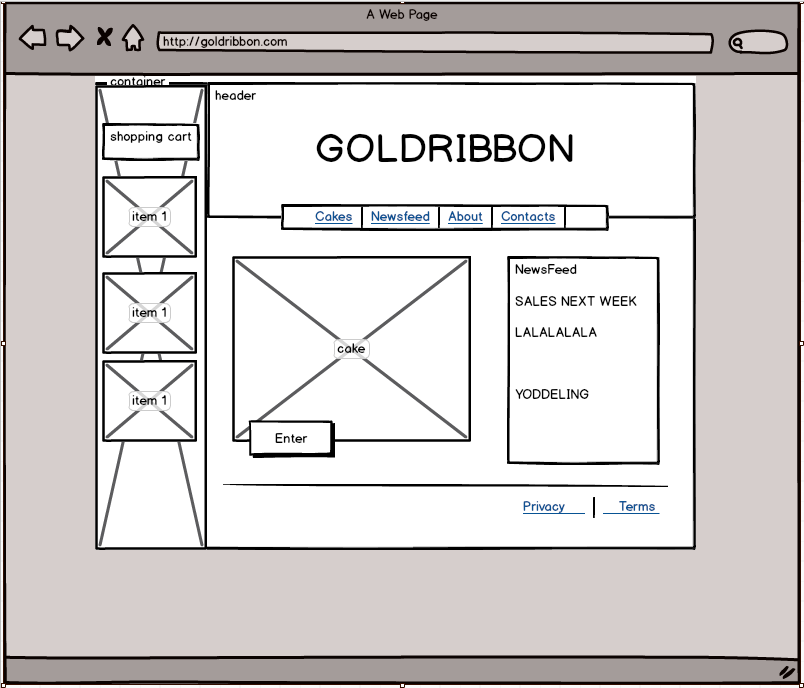 A Web Page
http://goldribbon.com
container
header
shopping cart
GOLDRIBBON
Cakes Newsfeed About Contacts
item 1
item 1
item 1
cake
Enter
NewsFeed
SALES NEXT WEEK
LALALALALA
YODDELING
Privacy Terms